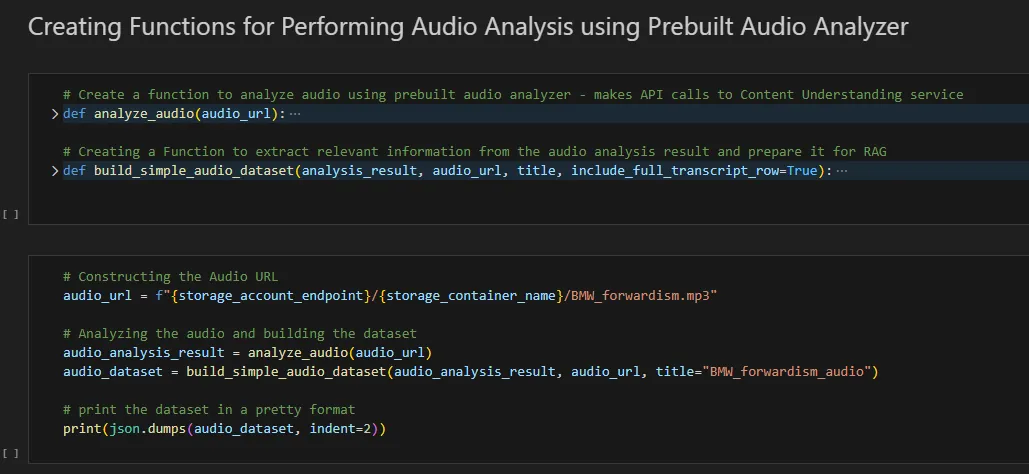 Creating Functions for Performing Audio Analysis using Prebuilt Audio Analyzer
# Create a function to analyze audio using prebuilt audio analyzer - makes API calls to Content Understanding service
def analyze_audio(audio_url): ···
# Creating a Function to extract relevant information from the audio analysis result and prepare it for RAG
def build_simple_audio_dataset(analysis_result, audio_url, title, include_full_transcript_row=True): ···
[ ]
# Constructing the Audio URL
audio_url = f"{storage_account_endpoint}/{storage_container_name}/BMW_forwardism.mp3"
# Analyzing the audio and building the dataset
audio_analysis_result = analyze_audio(audio_url)
audio_dataset = build_simple_audio_dataset(audio_analysis_result, audio_url, title="BMW_forwardism_audio")
# print the dataset in a pretty format
print(json.dumps(audio_dataset, indent=2))
[ ]